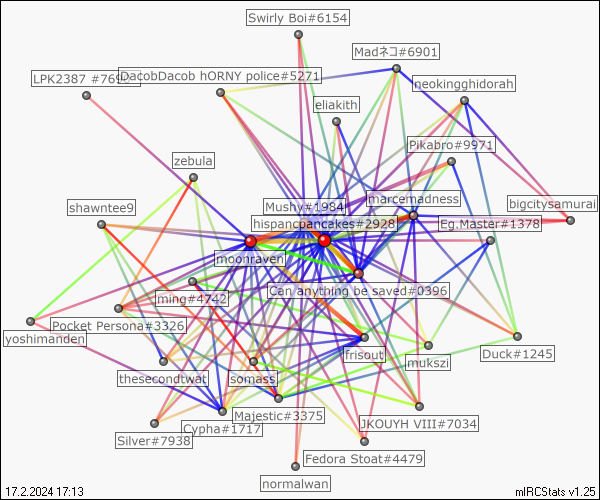 Swirly Boi#6154
Madネコ#6901
LPK2387 #769
DacobDacob hORNY police#5271
neokingghidorah
eliakith
Pikabro#9971
zebula
marcemadness
bigcitysamurai
shawntee9
Mushy#1984
hispancpancakes#2928
Eg.Master#1378
moonraven
Can anything be saved#0396
ming#4742
Pocket Persona#3326
yoshimanden
frisout
mukszi
Duck#1245
thesecondtwat
somass
Majestic#3375
JKOUYH VIII#7034
Cypha#1717
Silver#7938
Fedora Stoat#4479
normalwan
17.2.2024 17:13
mIRCStats v1.25